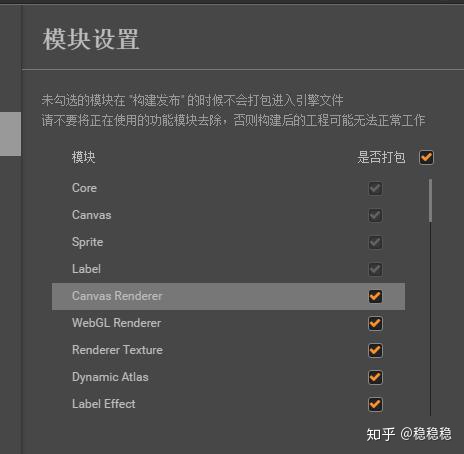 模块设置
未勾选的模块在 "构建发布" 的时候不会打包进入引擎文件
请不要将正在使用的功能模块去除，否则构建后的工程可能无法正常工作
模块 是否打包
Core
Canvas
Sprite
Label
Canvas Renderer
WebGL Renderer
Renderer Texture
Dynamic Atlas
Label Effect
知乎 @稳稳稳